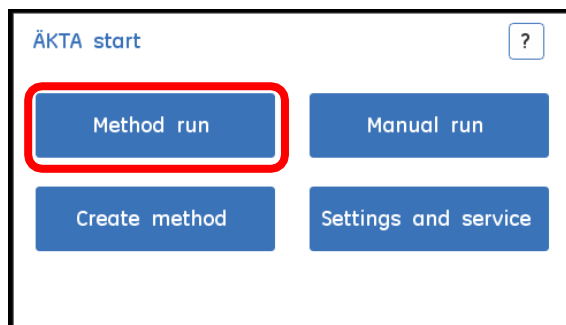 ÄKTA start ?
Method run Manual run
Create method Settings and service